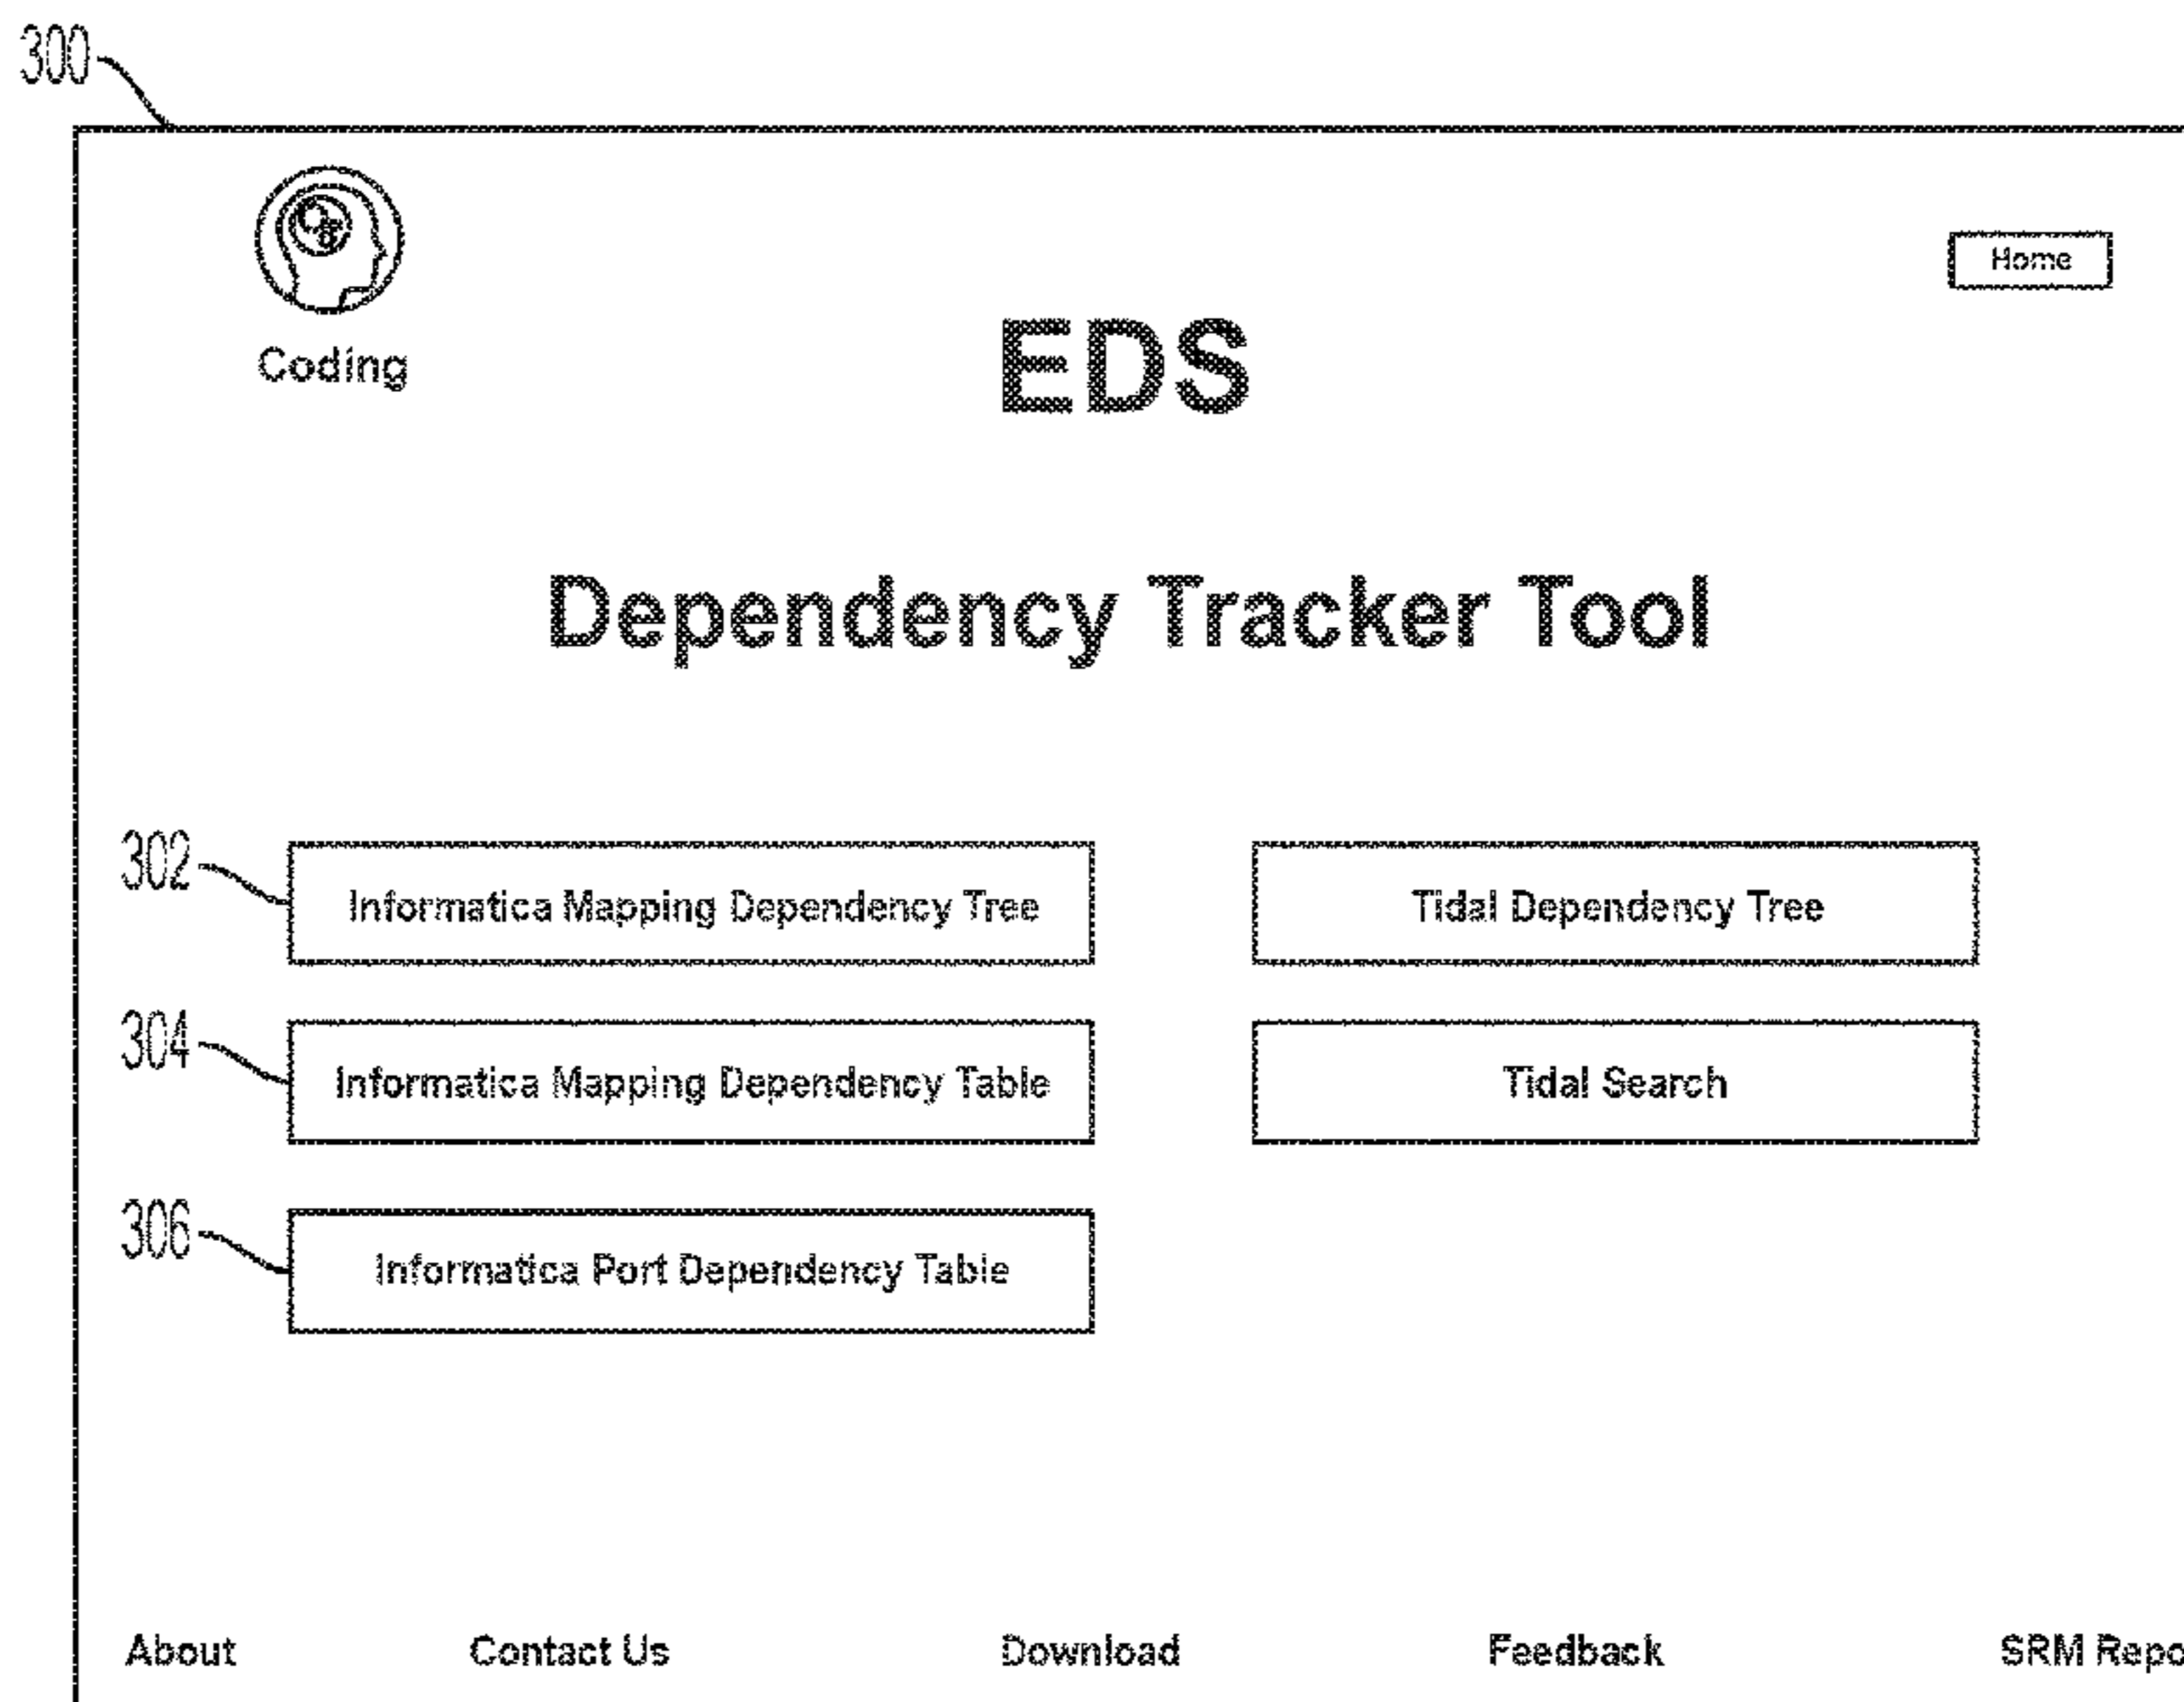 300
Home
Coding
EDS
Dependency Tracker Tool
302
Informatica Mapping Dependency Tree
Tidal Dependency Tree
304
Informatica Mapping Dependency Table
Tidal Search
306
Informatica Port Dependency Table
About
Contact Us
Download
Feedback
SRM